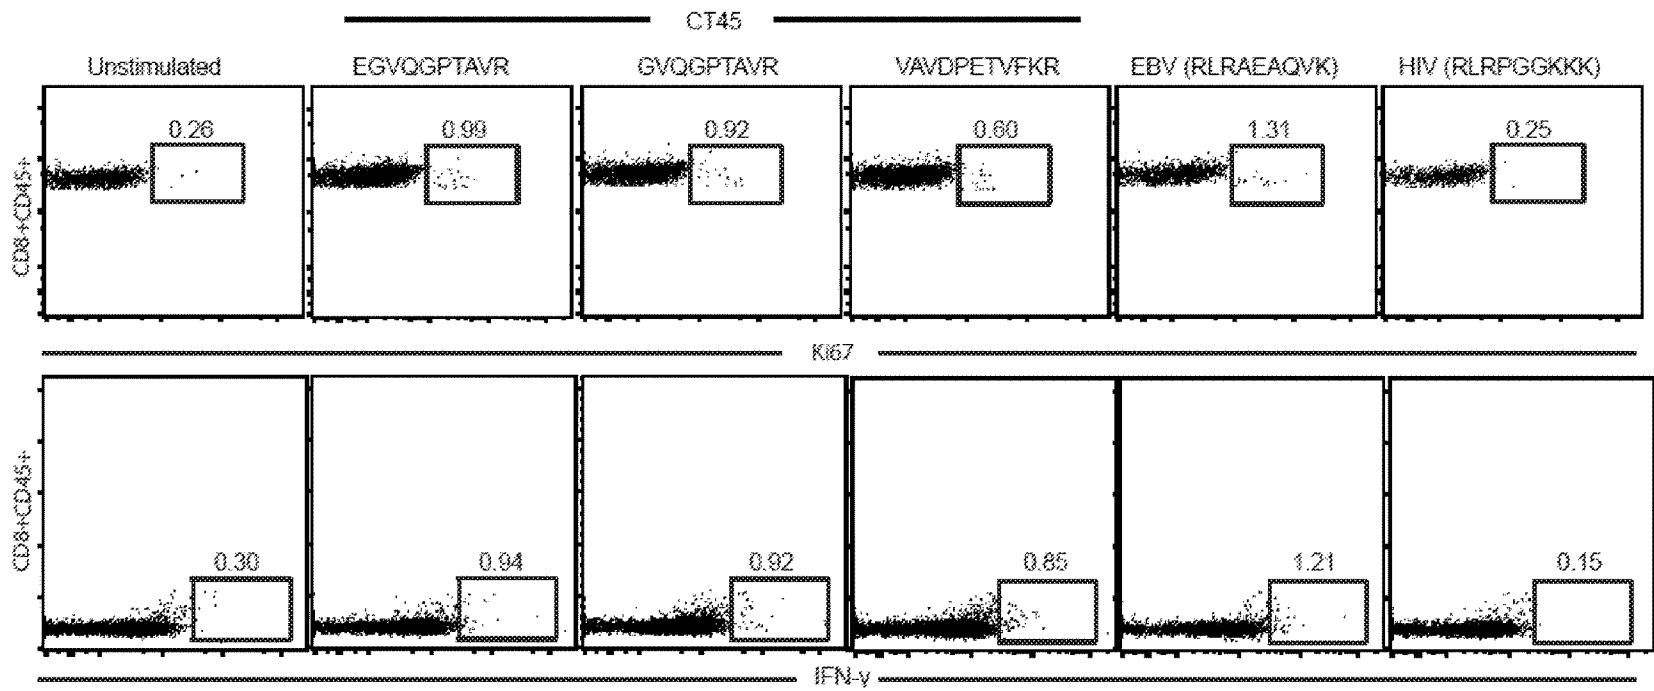 CT45
Unstimulated EGVQGPTAVR GVQGPTAVR VAVDPETVFKR EBV (RLRAEAQVK) HIV (RLRPGGKKK)
CD8+CD45+
0.26 0.99 0.92 0.60 1.31 0.25
Ki67
CD8+CD45+
0.30 0.94 0.92 0.85 1.21 0.15
IFN-γ